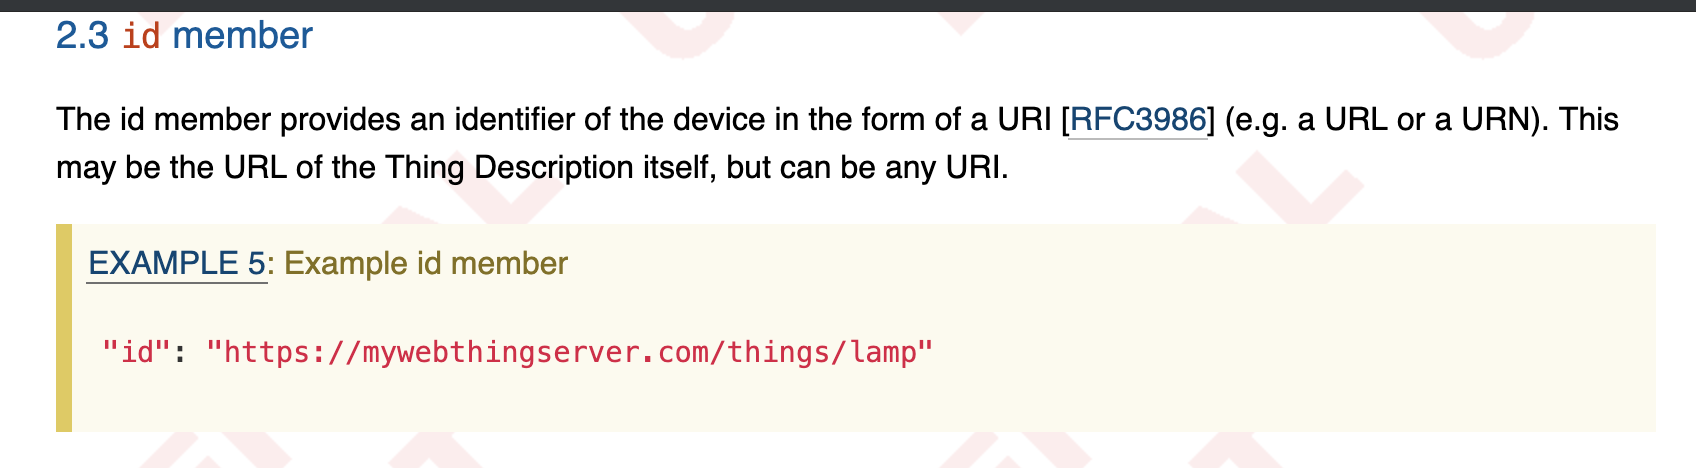 2.3 id member
The id member provides an identifier of the device in the form of a URI [RFC3986] (e.g. a URL or a URN). This
may be the URL of the Thing Description itself, but can be any URI.
EXAMPLE 5: Example id member
"id": "https://mywebthingserver.com/things/lamp"